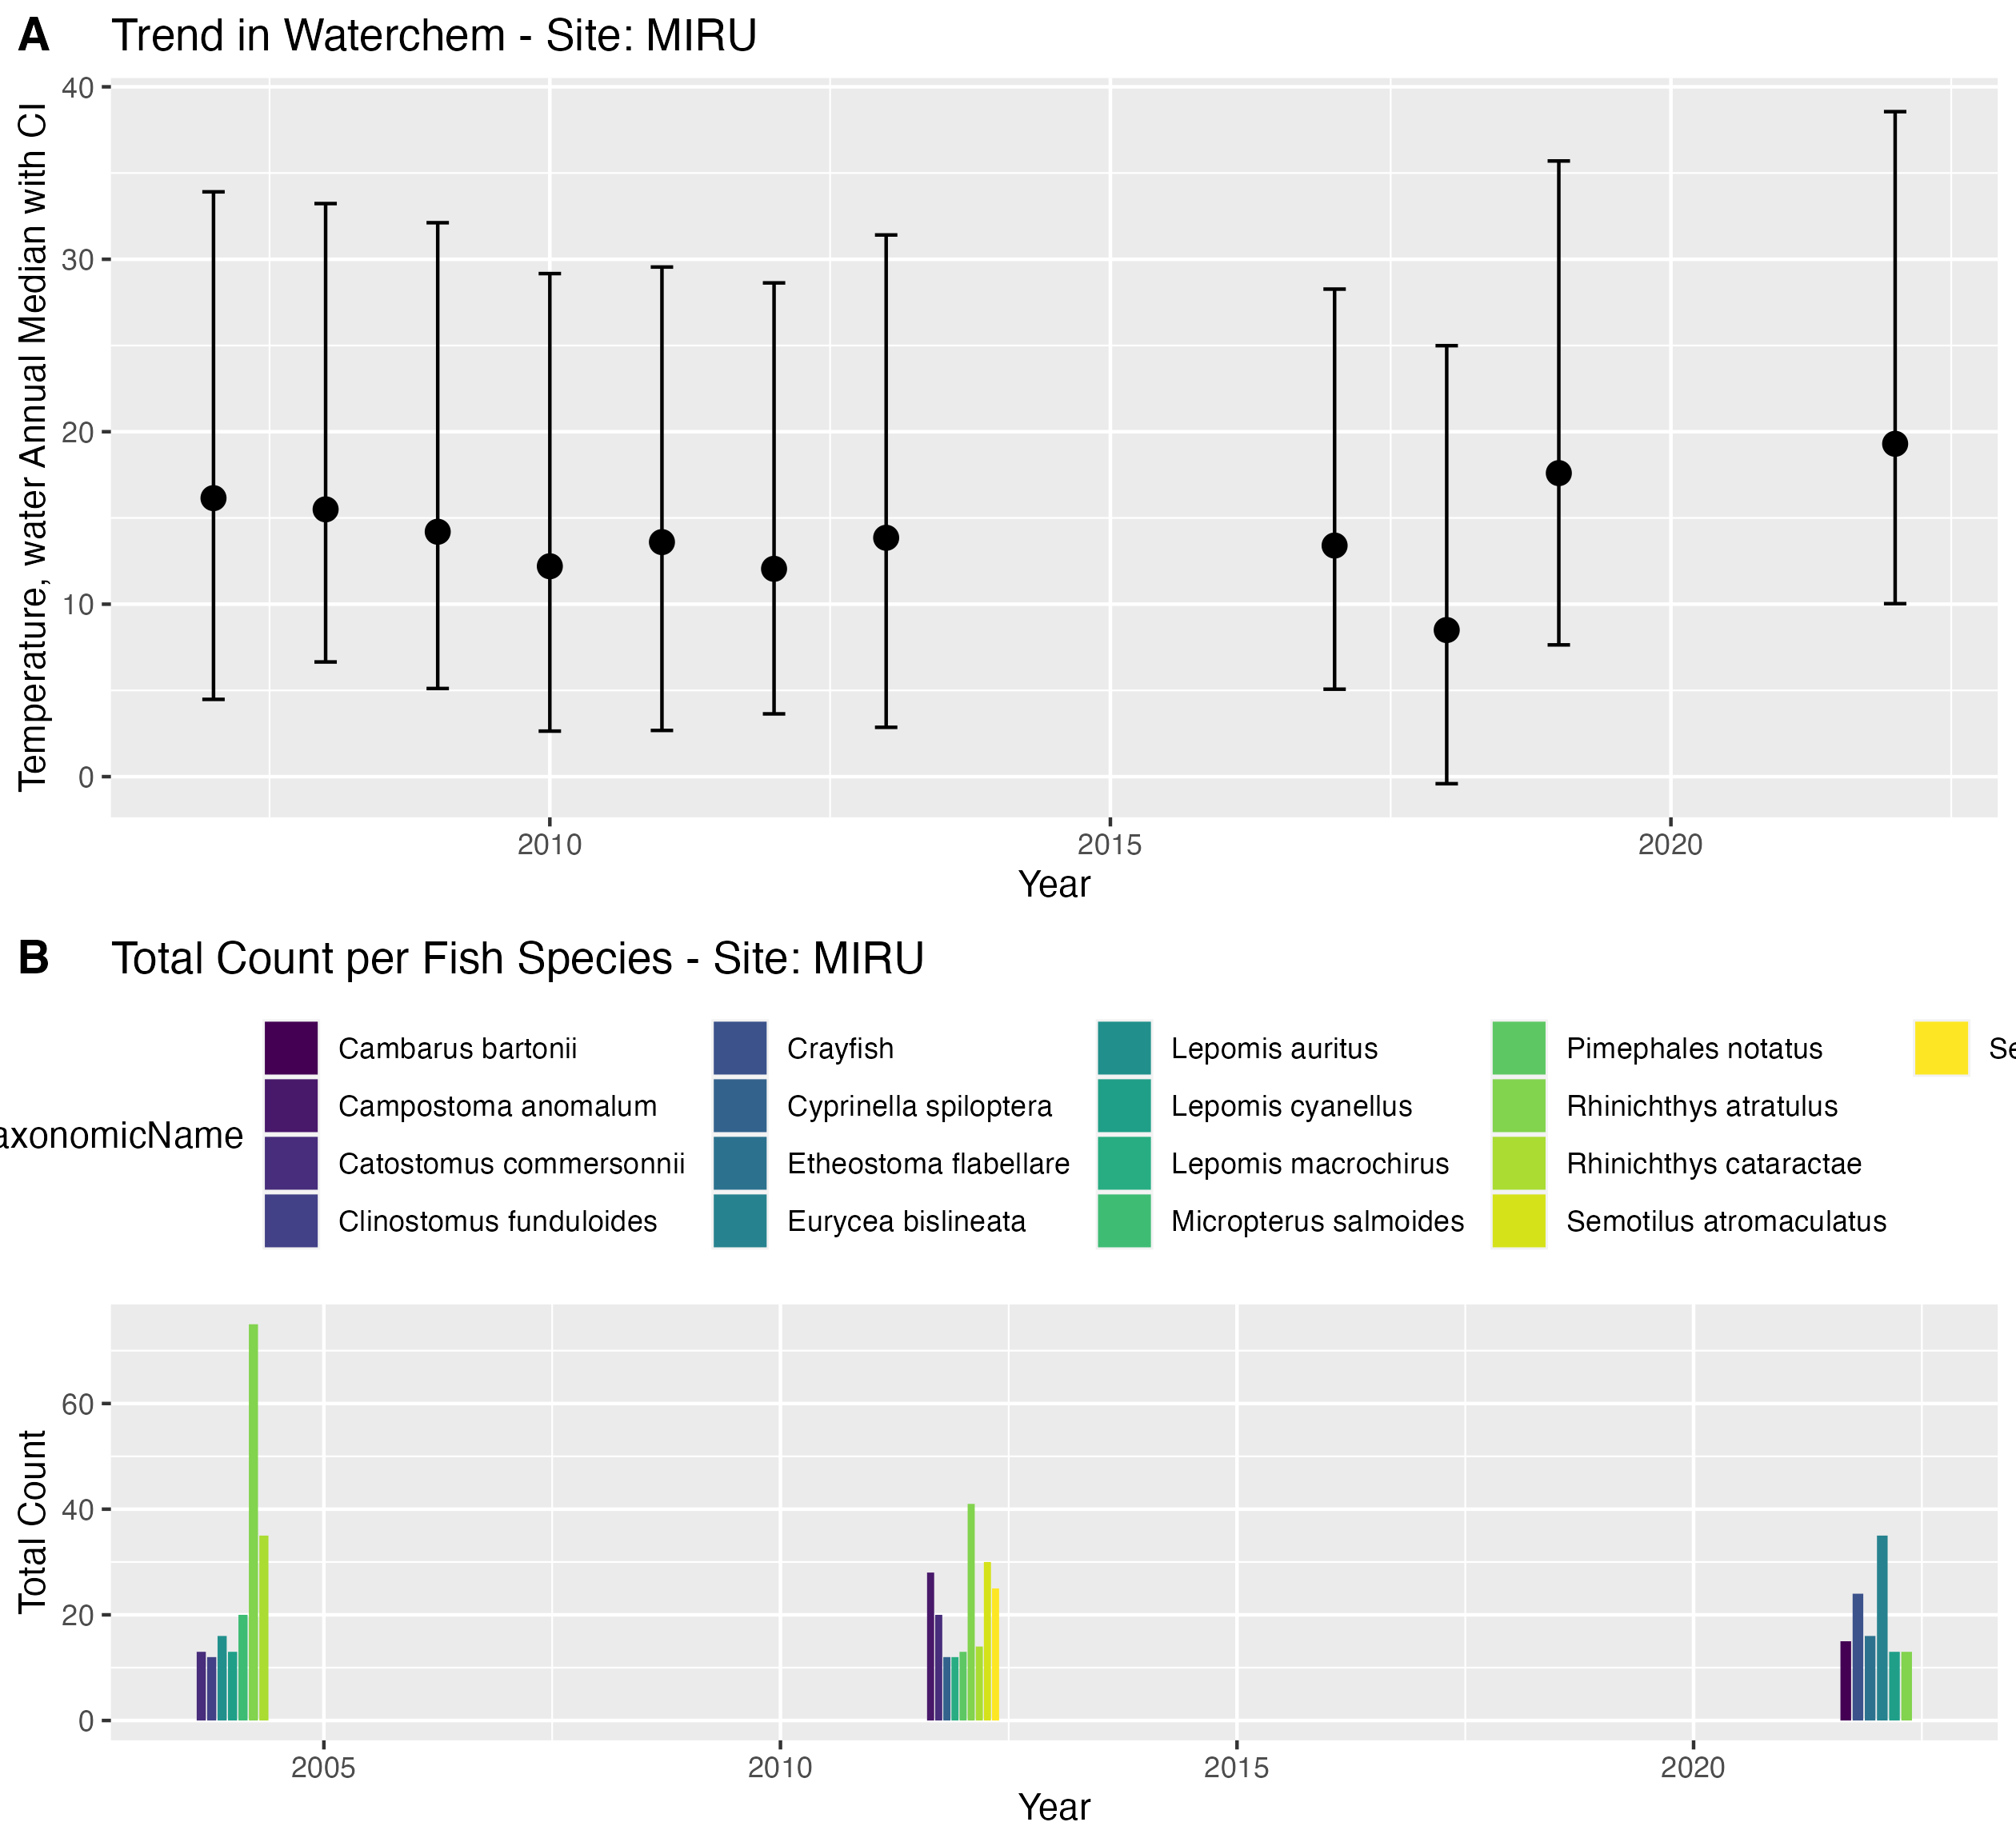 A Trend in Waterchem - Site: MIRU
Temperature, water Annual Median with CI
40
30
20
10
0
2010 2015 2020
Year
B Total Count per Fish Species - Site: MIRU
axonomicName
Cambarus bartonii
Campostoma anomalum
Catostomus commersonnii
Clinostomus funduloides
Crayfish
Cyprinella spiloptera
Etheostoma flabellare
Eurycea bislineata
Lepomis auritus
Lepomis cyanellus
Lepomis macrochirus
Micropterus salmoides
Pimephales notatus
Rhinichthys atratulus
Rhinichthys cataractae
Semotilus atromaculatus
Total Count
60
40
20
0
2005 2010 2015 2020
Year